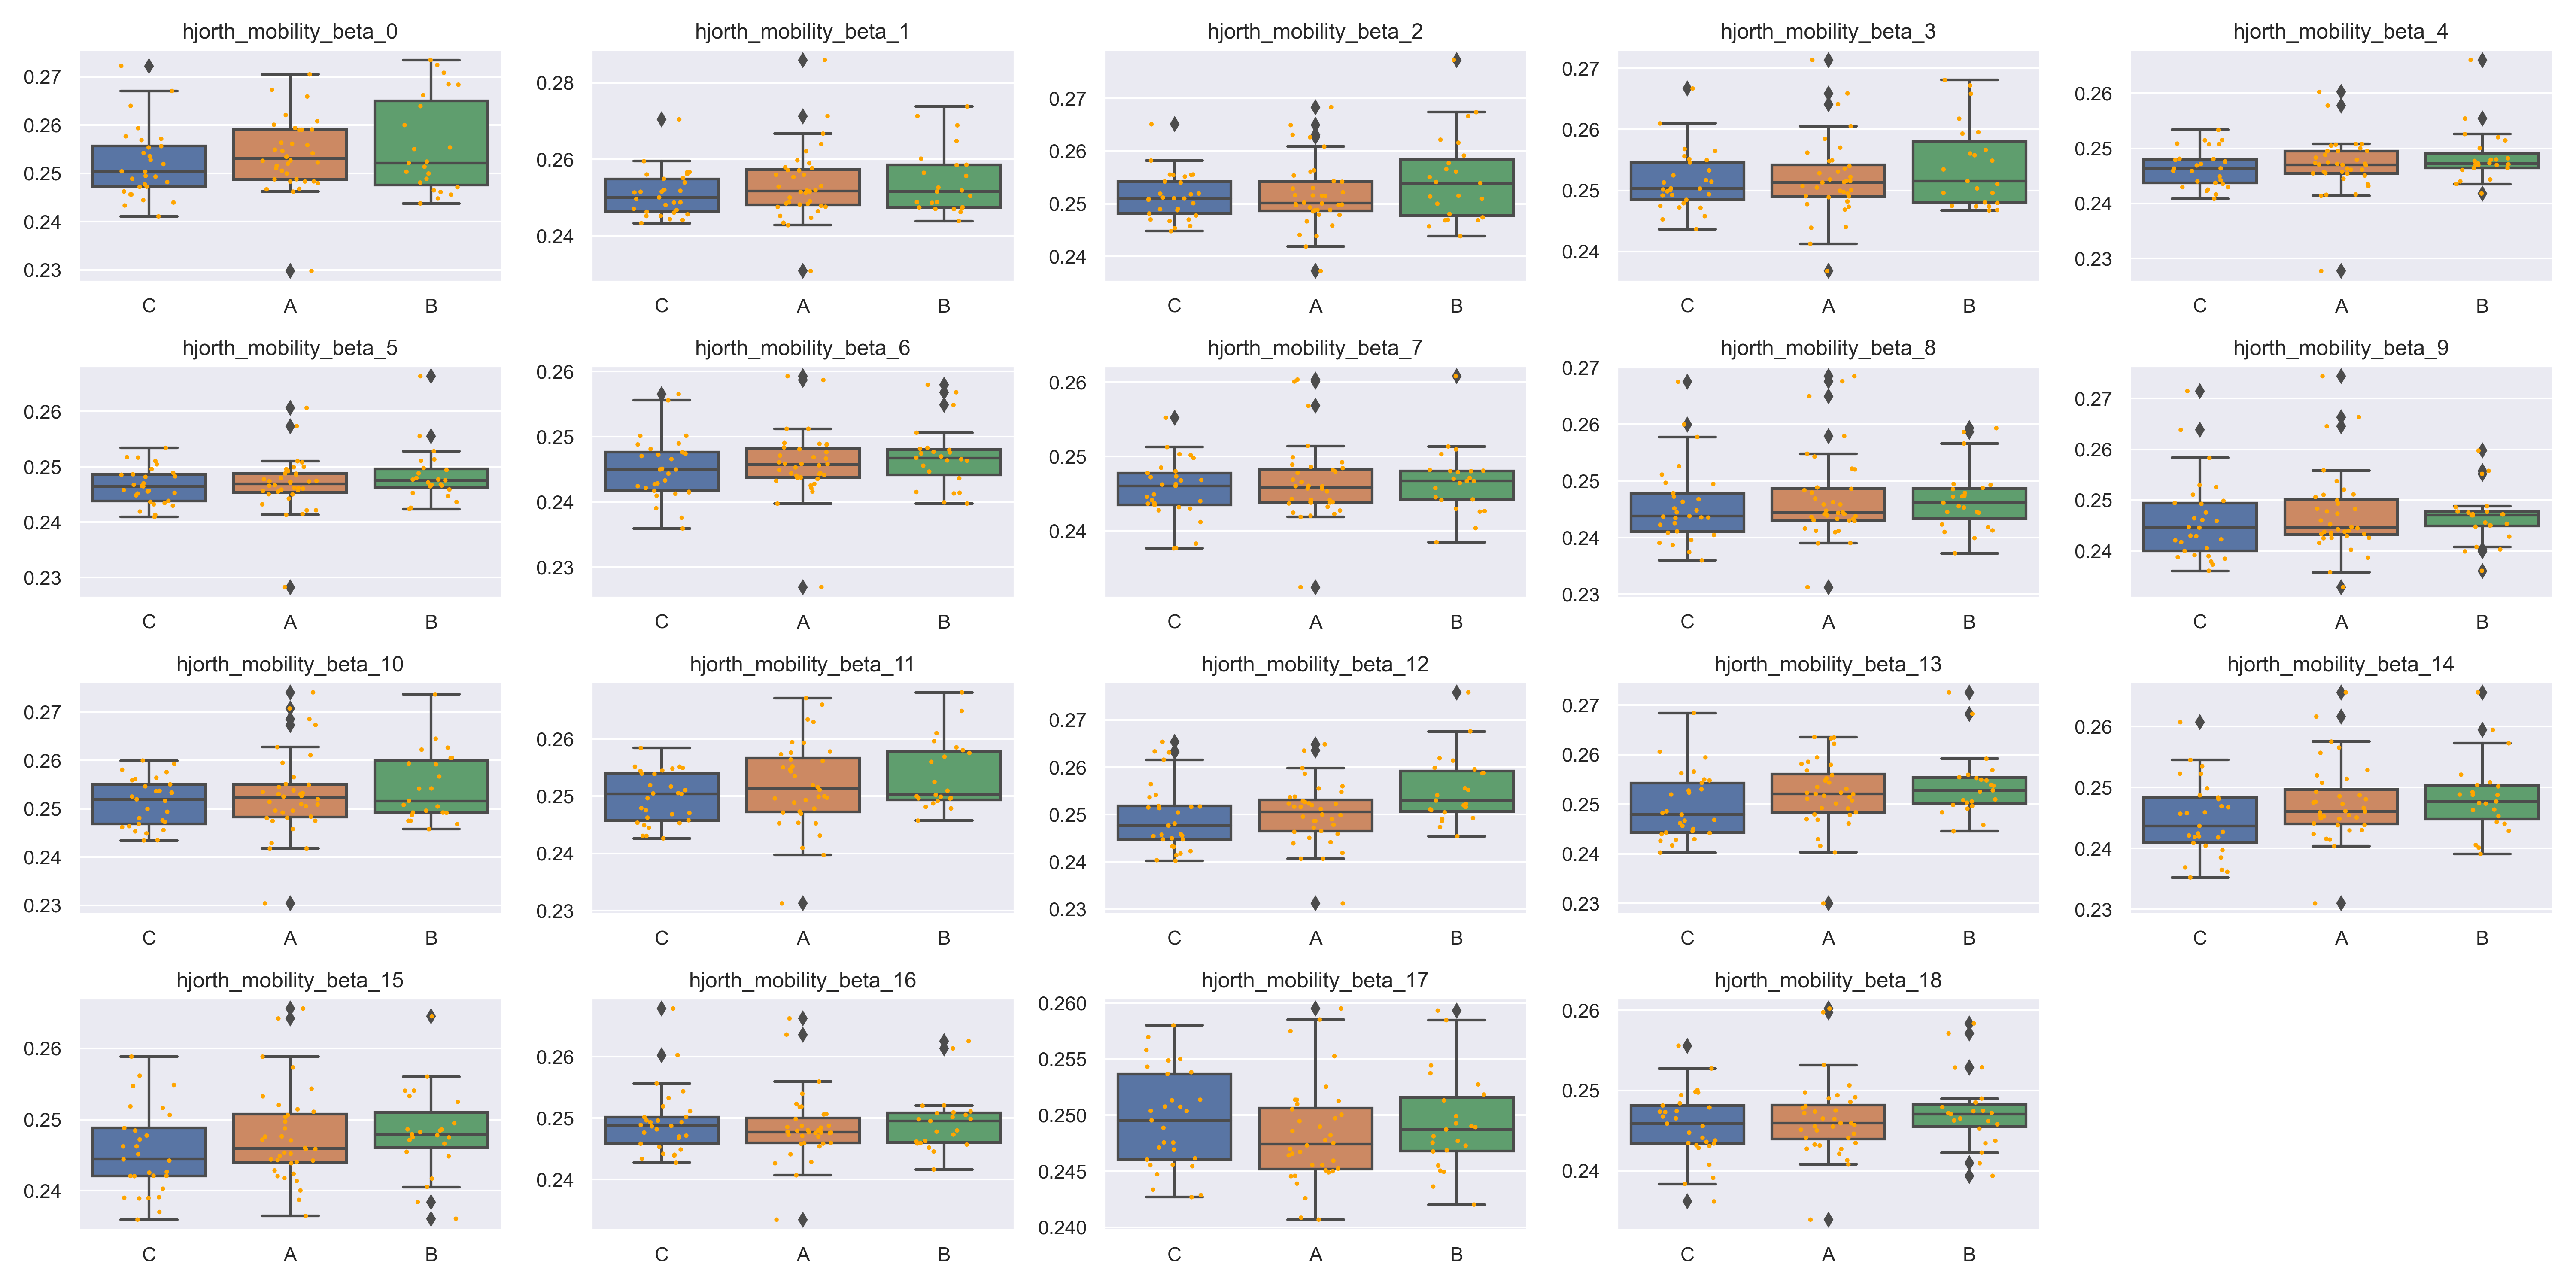 hjorth_mobility_beta_0
0.27
0.26
0.25
0.24
0.23
C A B
hjorth_mobility_beta_1
0.28
0.26
0.24
C A B
hjorth_mobility_beta_2
0.27
0.26
0.25
0.24
C A B
hjorth_mobility_beta_3
0.27
0.26
0.25
0.24
C A B
hjorth_mobility_beta_4
0.26
0.25
0.24
0.23
C A B
hjorth_mobility_beta_5
0.26
0.25
0.24
0.23
C A B
hjorth_mobility_beta_6
0.26
0.25
0.24
0.23
C A B
hjorth_mobility_beta_7
0.26
0.25
0.24
C A B
hjorth_mobility_beta_8
0.27
0.26
0.25
0.24
0.23
C A B
hjorth_mobility_beta_9
0.27
0.26
0.25
0.24
C A B
hjorth_mobility_beta_10
0.27
0.26
0.25
0.24
0.23
C A B
hjorth_mobility_beta_11
0.26
0.25
0.24
0.23
C A B
hjorth_mobility_beta_12
0.27
0.26
0.25
0.24
0.23
C A B
hjorth_mobility_beta_13
0.27
0.26
0.25
0.24
0.23
C A B
hjorth_mobility_beta_14
0.26
0.25
0.24
0.23
C A B
hjorth_mobility_beta_15
0.26
0.25
0.24
C A B
hjorth_mobility_beta_16
0.26
0.25
0.24
C A B
hjorth_mobility_beta_17
0.260
0.255
0.250
0.245
0.240
C A B
hjorth_mobility_beta_18
0.26
0.25
0.24
C A B